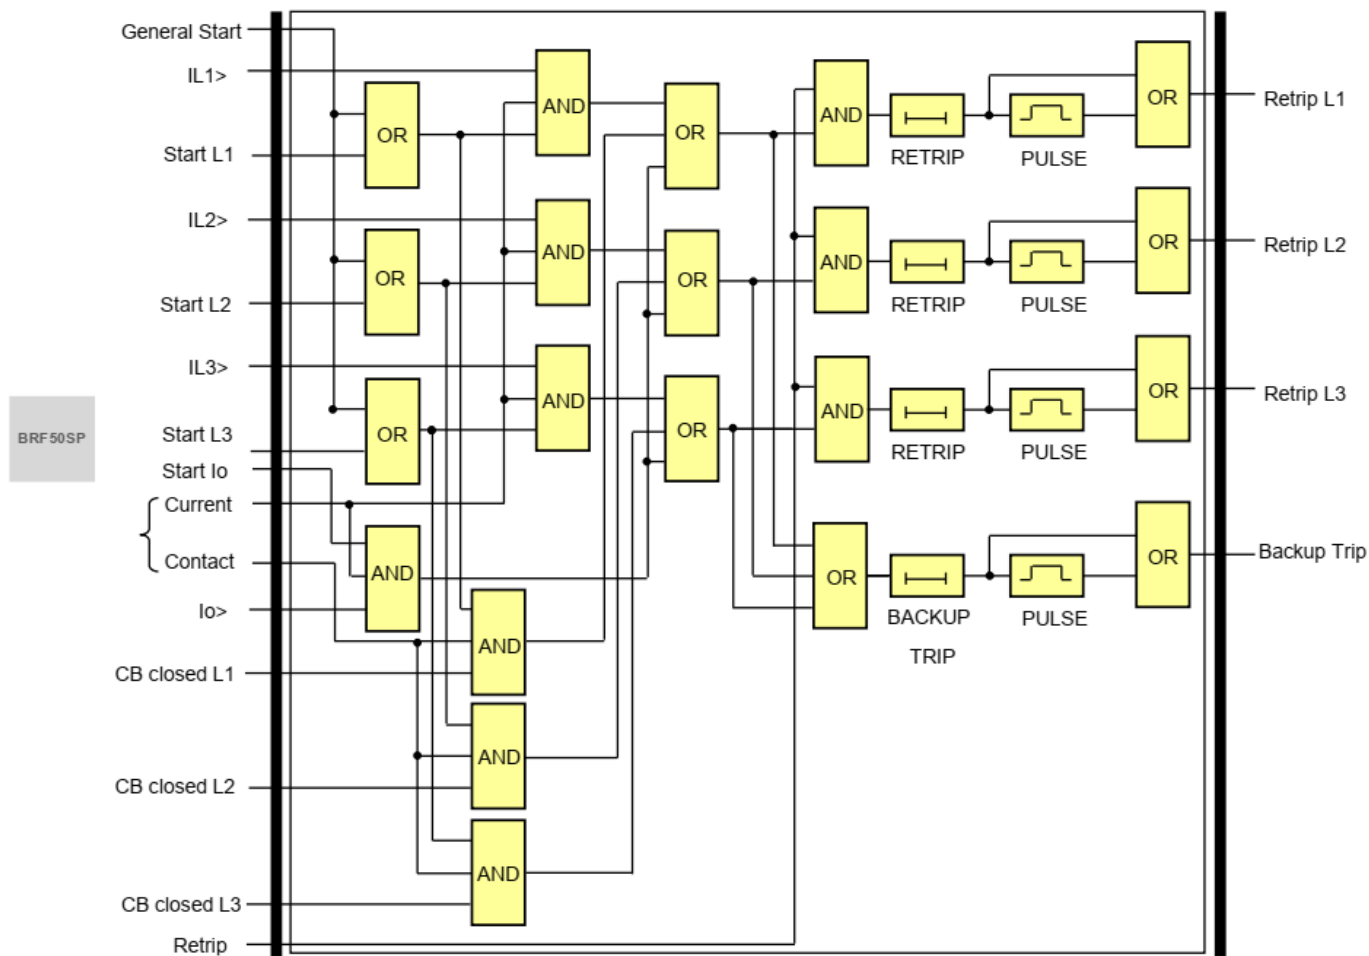 General Start
IL1>
Start L1
IL2>
Start L2
IL3>
Start L3
Start Io
Current
Contact
Io>
CB closed L1
CB closed L2
CB closed L3
Retrip
BRF50SP
OR
OR
OR
AND
AND
AND
AND
AND
AND
AND
OR
OR
OR
AND
RETRIP
PULSE
OR
Retrip L1
AND
RETRIP
PULSE
OR
Retrip L2
AND
RETRIP
PULSE
OR
Retrip L3
OR
BACKUP
TRIP
PULSE
OR
Backup Trip